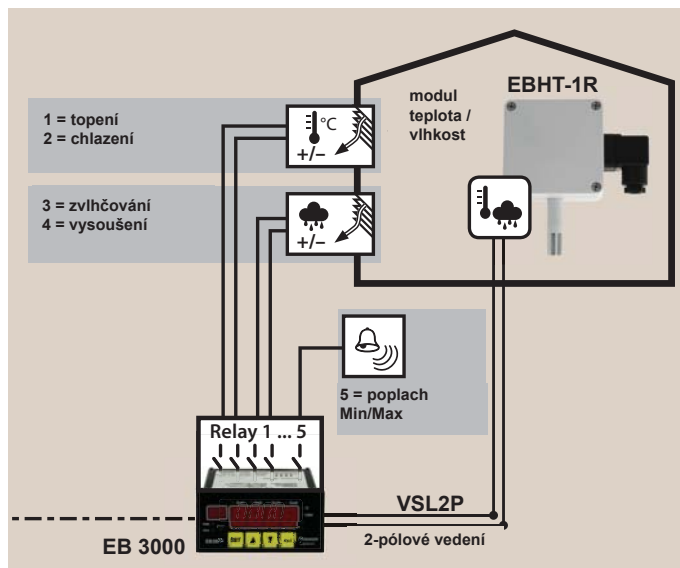 EBHT-1R
modul
teplota /
vlhkost
1 = topení
2 = chlazení
°C
+/–
3 = zvlhčování
4 = vysoušení
+/–
5 = poplach
Min/Max
Relay 1 ... 5
VSL2P
EB 3000
2-pólové vedení